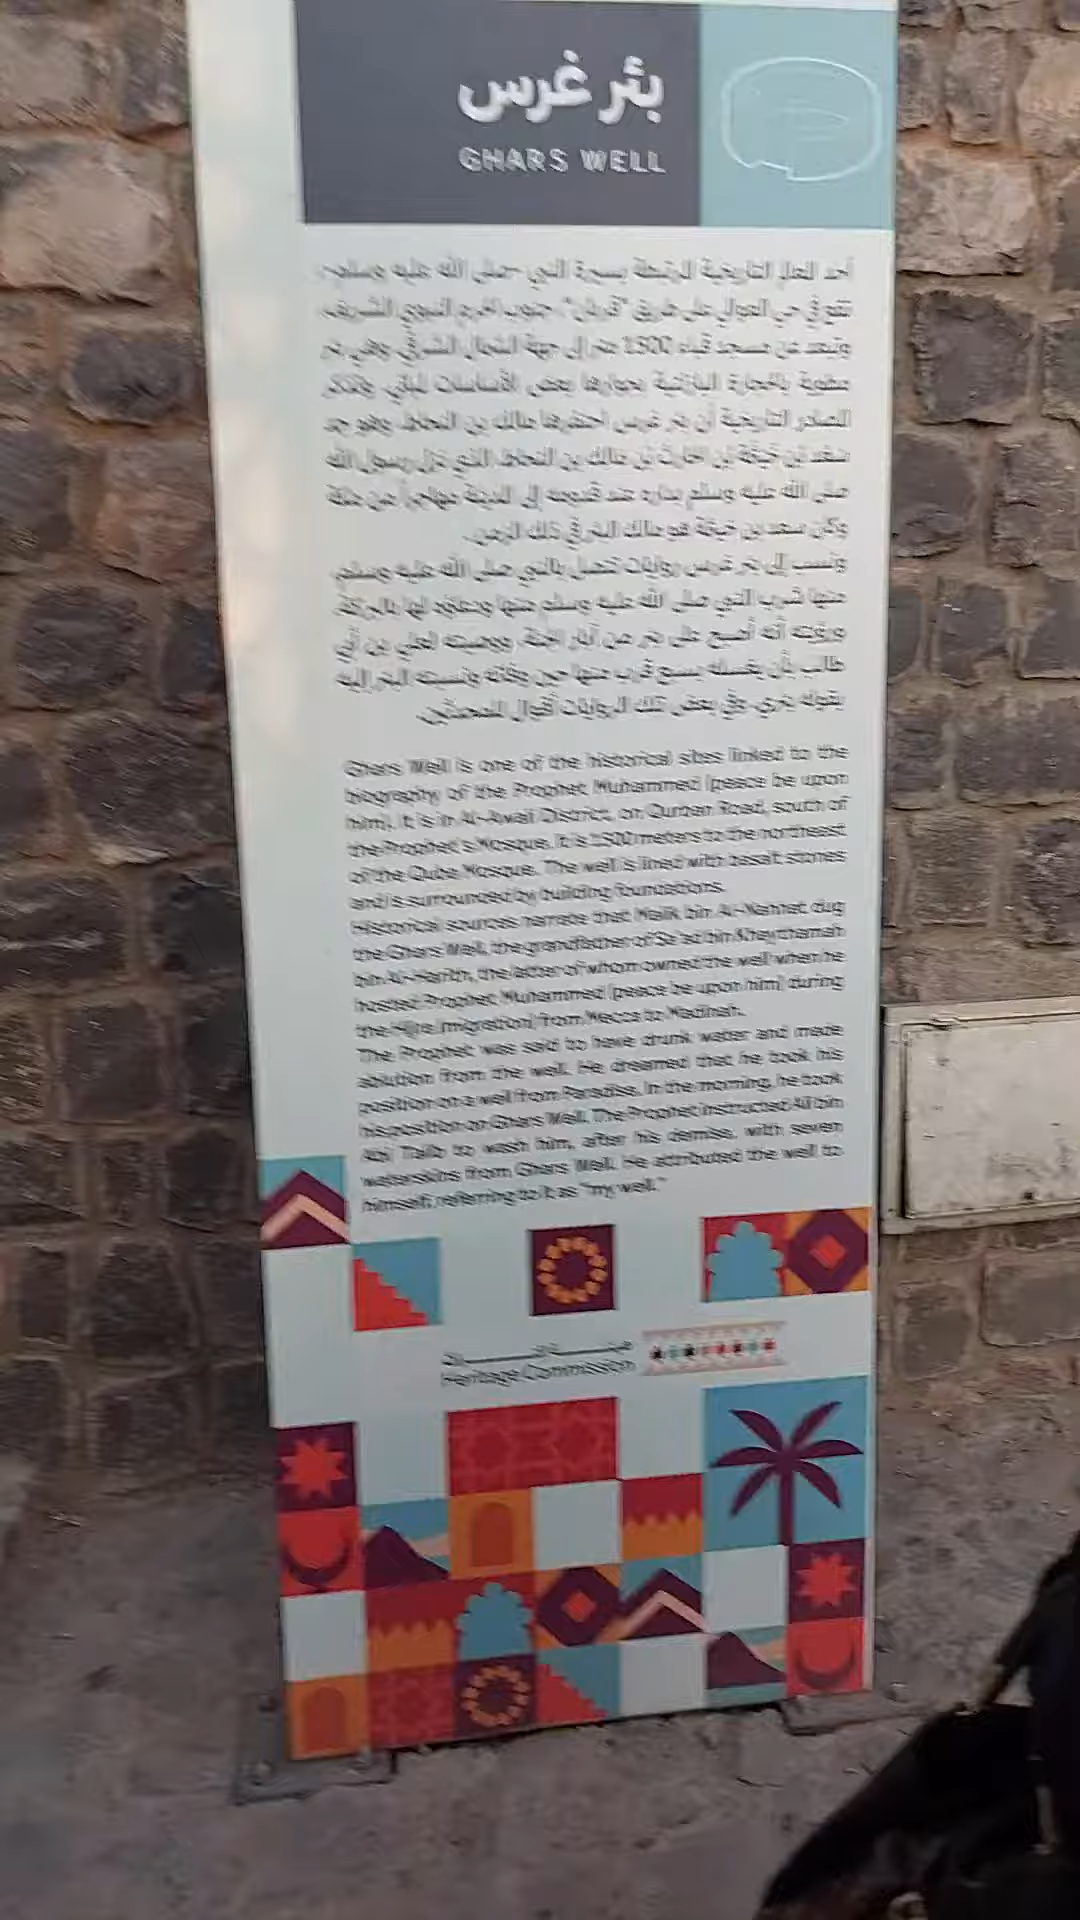 بئر غرس
GHARS WELL
أحد المعالم التاريخية المرتبطة بسيرة النبي -صلى الله عليه وسلم-،
تقع في حي العوالي على طريق "قربان"، جنوب الحرم النبوي الشريف،
وتبعد عن مسجد قباء 1500 متر إلى جهة الشمال الشرقي، وهي بئر
مطوية بالحجارة البازلتية بجوارها بعض الأساسات لمباني، وتذكر
المصادر التاريخية أن بئر غرس احتفرها مالك بن النحاط، وهو جد
سعد بن خيثمة بن الحارث بن مالك بن النحاط، الذي نزل رسول الله
صلى الله عليه وسلم بداره عند قدومه إلى المدينة مهاجراً من مكة
وكان سعد بن خيثمة هو مالك البئر في ذلك الزمن.
ونسب إلى بئر غرس روايات تتصل بالنبي صلى الله عليه وسلم،
منها شرب النبي صلى الله عليه وسلم منها ودعاؤه لها بالبركة،
ورؤيته أنه أصبح على بئر من آبار الجنة، ووصيته لعلي بن أبي
طالب بأن يغسله بسبع قرب منها حين وفاته ونسبته البئر إليه
بقوله بئري، وفي بعض تلك الروايات أقوال للمحدثين.
Ghars Well is one of the historical sites linked to the
biography of the Prophet Muhammed (peace be upon
him). It is in Al-Awali District, on Qurban Road, south of
the Prophet's Mosque. It is 1500 meters to the northeast
of the Quba Mosque. The well is lined with basalt stones
and is surrounded by building foundations.
Historical sources narrate that Malik bin Al-Nahhat dug
the Ghars Well, the grandfather of Sa'ad bin Khaythamah
bin Al-Harith, the latter of whom owned the well when he
hosted Prophet Muhammed (peace be upon him) during
the Hijra (migration) from Mecca to Madinah.
The Prophet was said to have drunk water and made
ablution from the well. He dreamed that he took his
position on a well from Paradise. In the morning, he took
his position on Ghars Well. The Prophet instructed Ali bin
Abi Talib to wash him, after his demise, with seven
waterskins from Ghars Well. He attributed the well to
himself; referring to it as "my well."
هيئة التراث
Heritage Commission